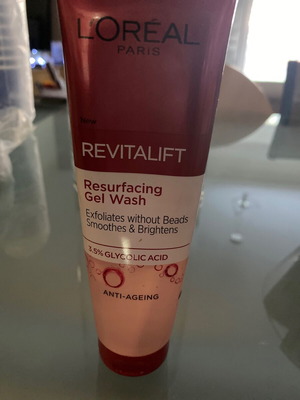 L'ORÉAL
PARIS
REVITALIFT
Resurfacing
Gel Wash
Exfoliates without Beads
Smoothes & Brightens
3.5% GLYCOLIC ACID
ANTI-AGEING